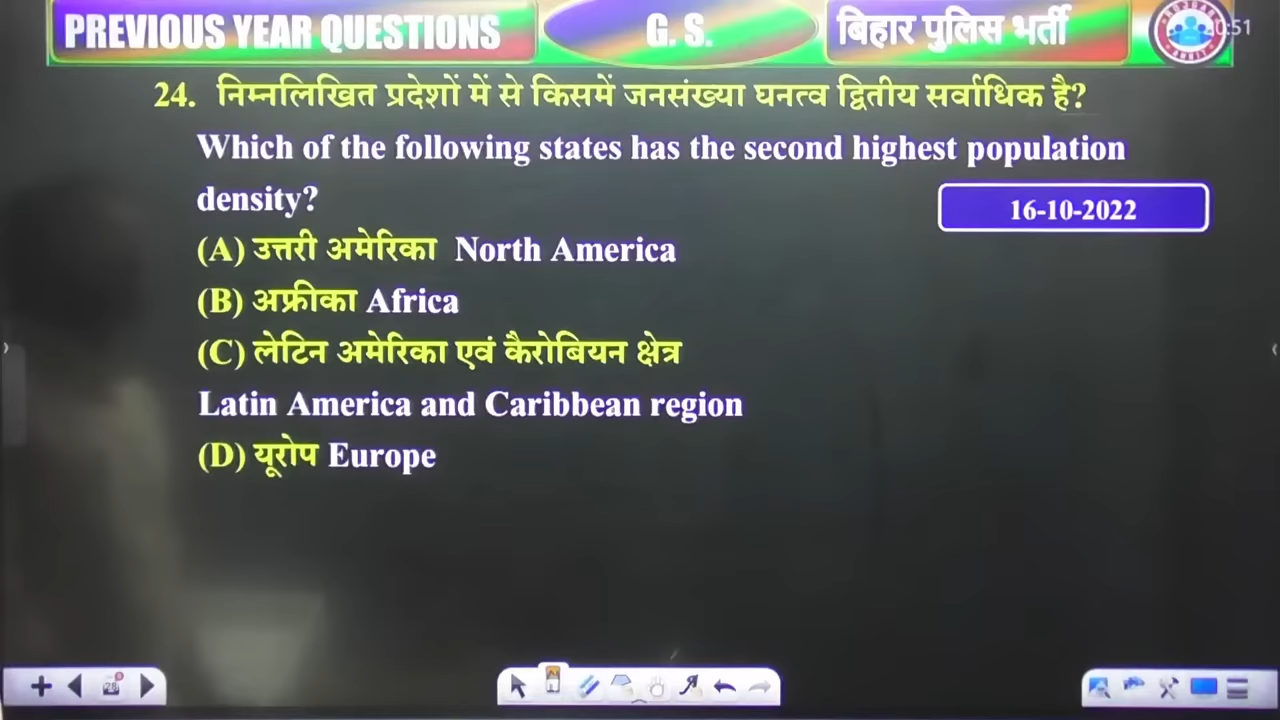 PREVIOUS YEAR QUESTIONS
G. S.
बिहार पुलिस भर्ती
24. निम्नलिखित प्रदेशों में से किसमें जनसंख्या घनत्व द्वितीय सर्वाधिक है?
Which of the following states has the second highest population
density?
16-10-2022
(A) उत्तरी अमेरिका North America
(B) अफ्रीका Africa
(C) लेटिन अमेरिका एवं कैरोबियन क्षेत्र
Latin America and Caribbean region
(D) यूरोप Europe